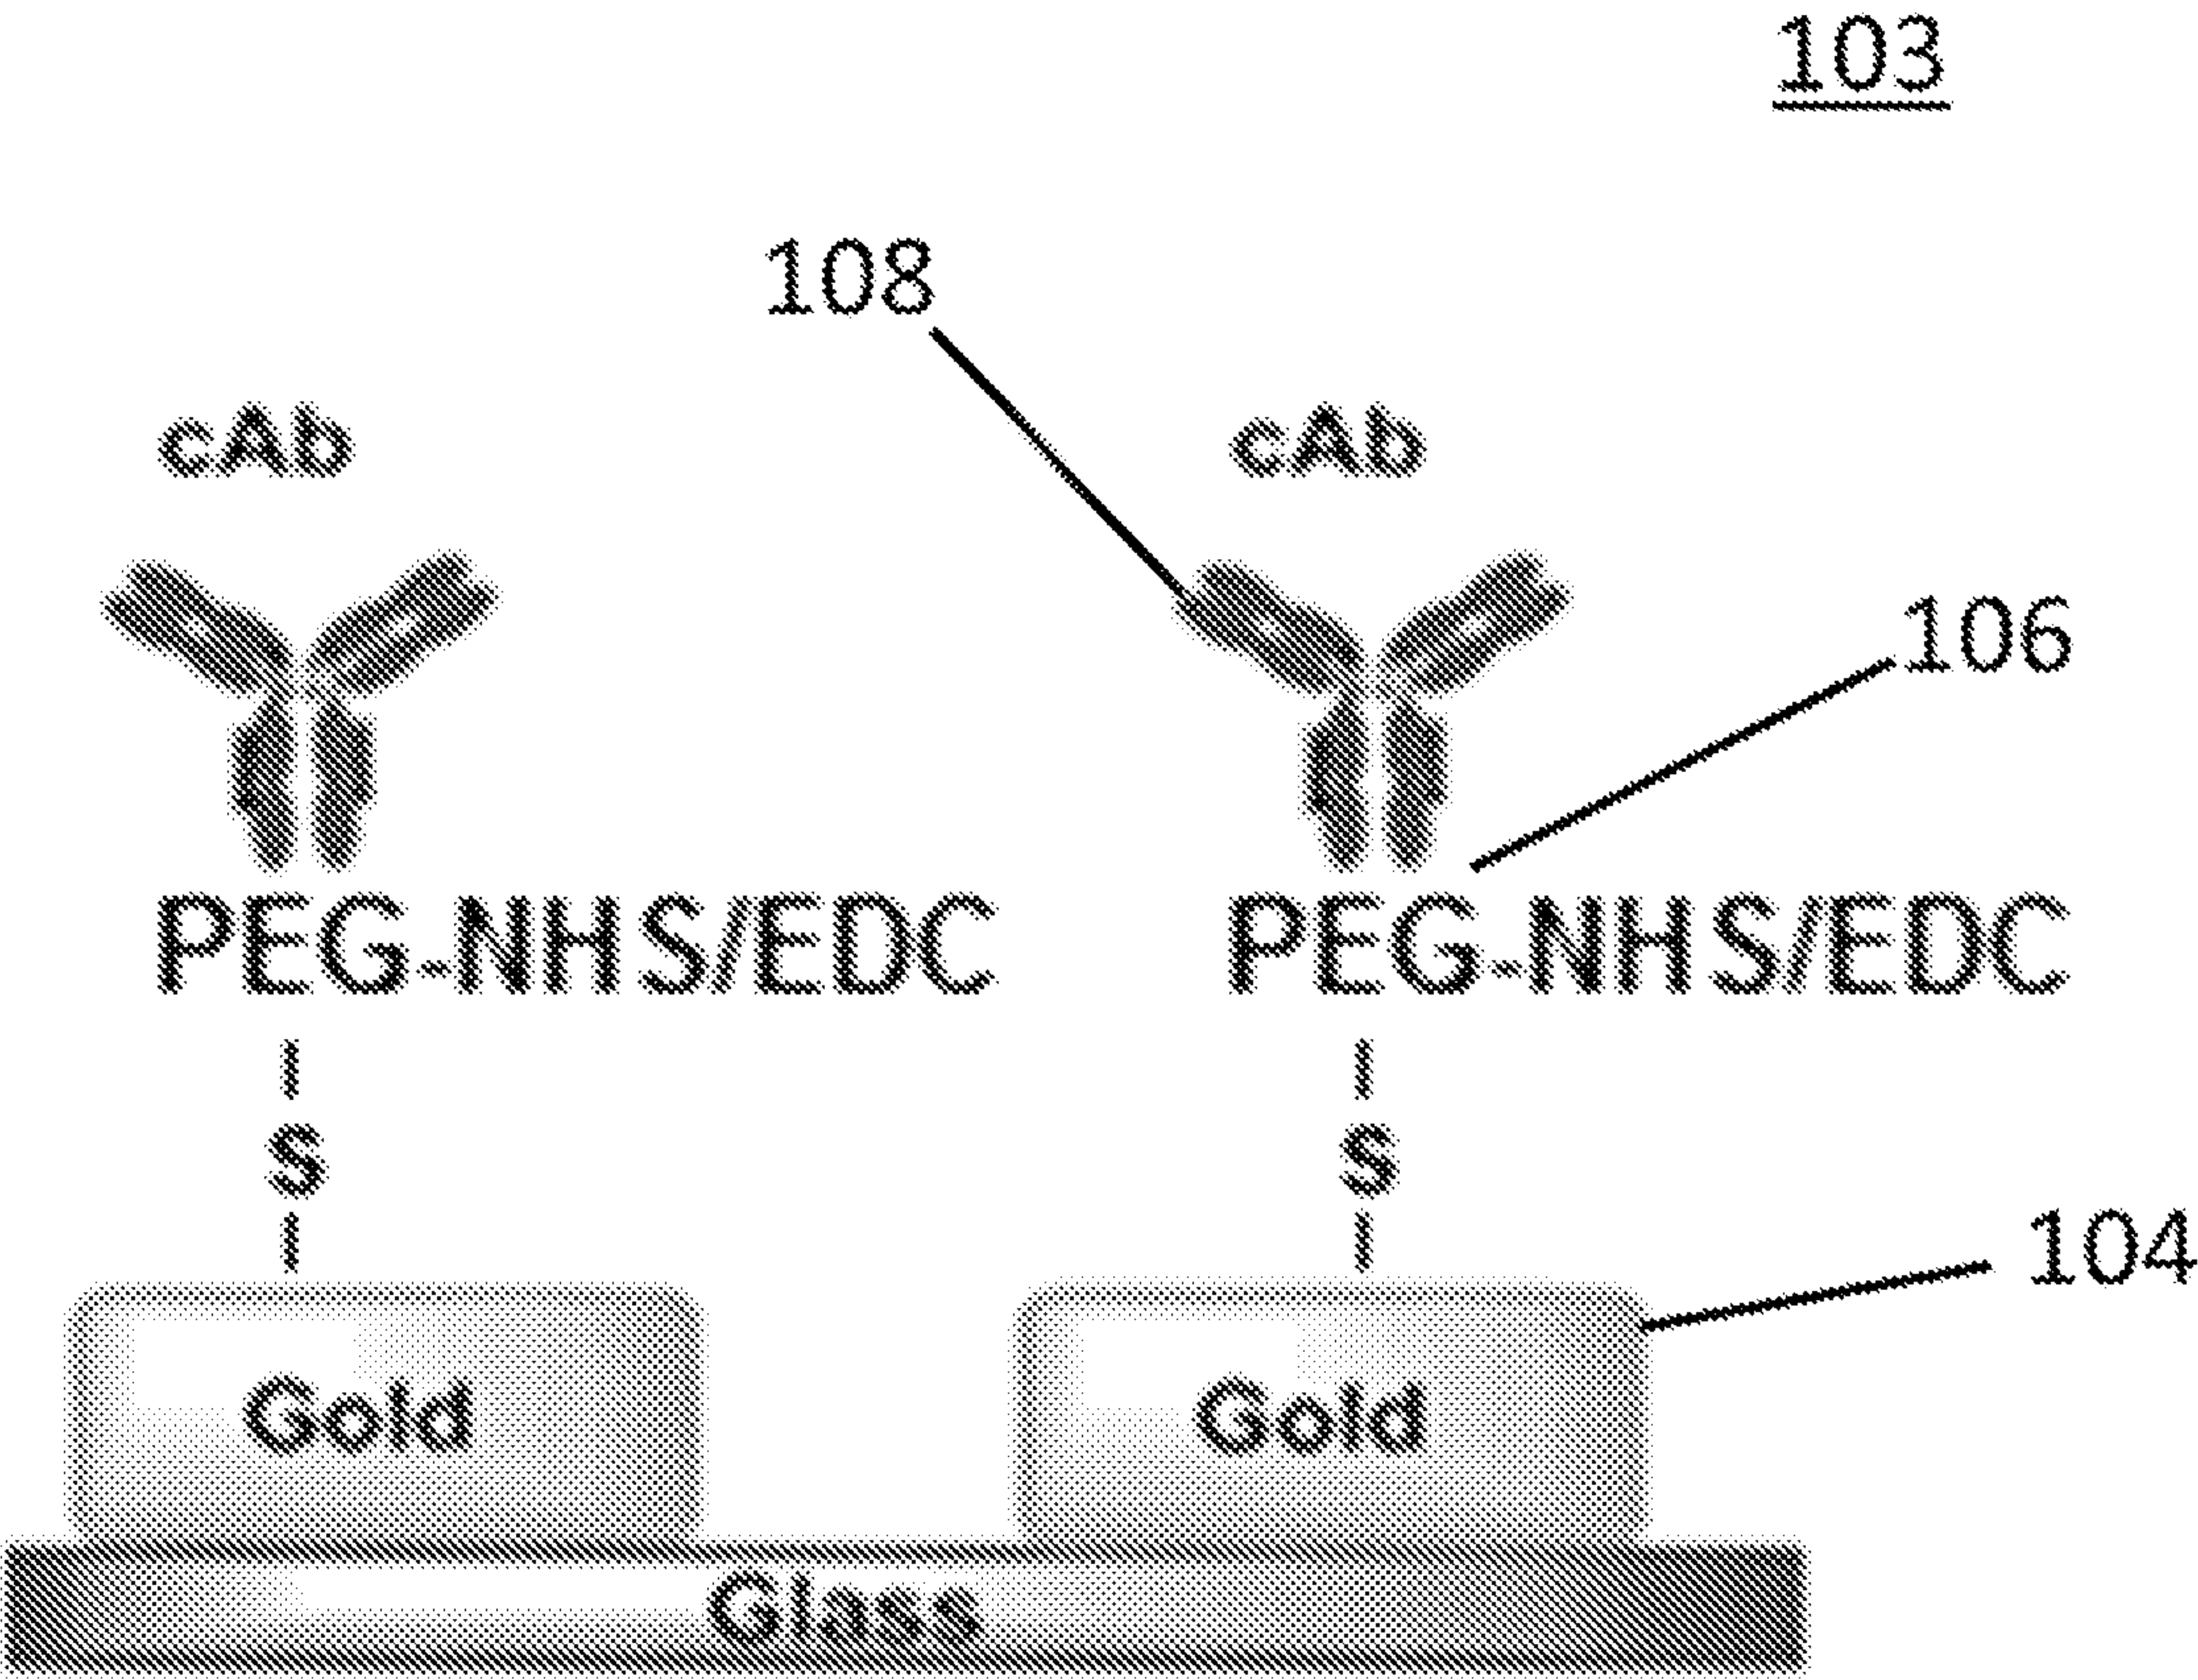 103
108
cAb cAb
106
PEG-NHS/EDC PEG-NHS/EDC
S S
104
Gold Gold
Glass